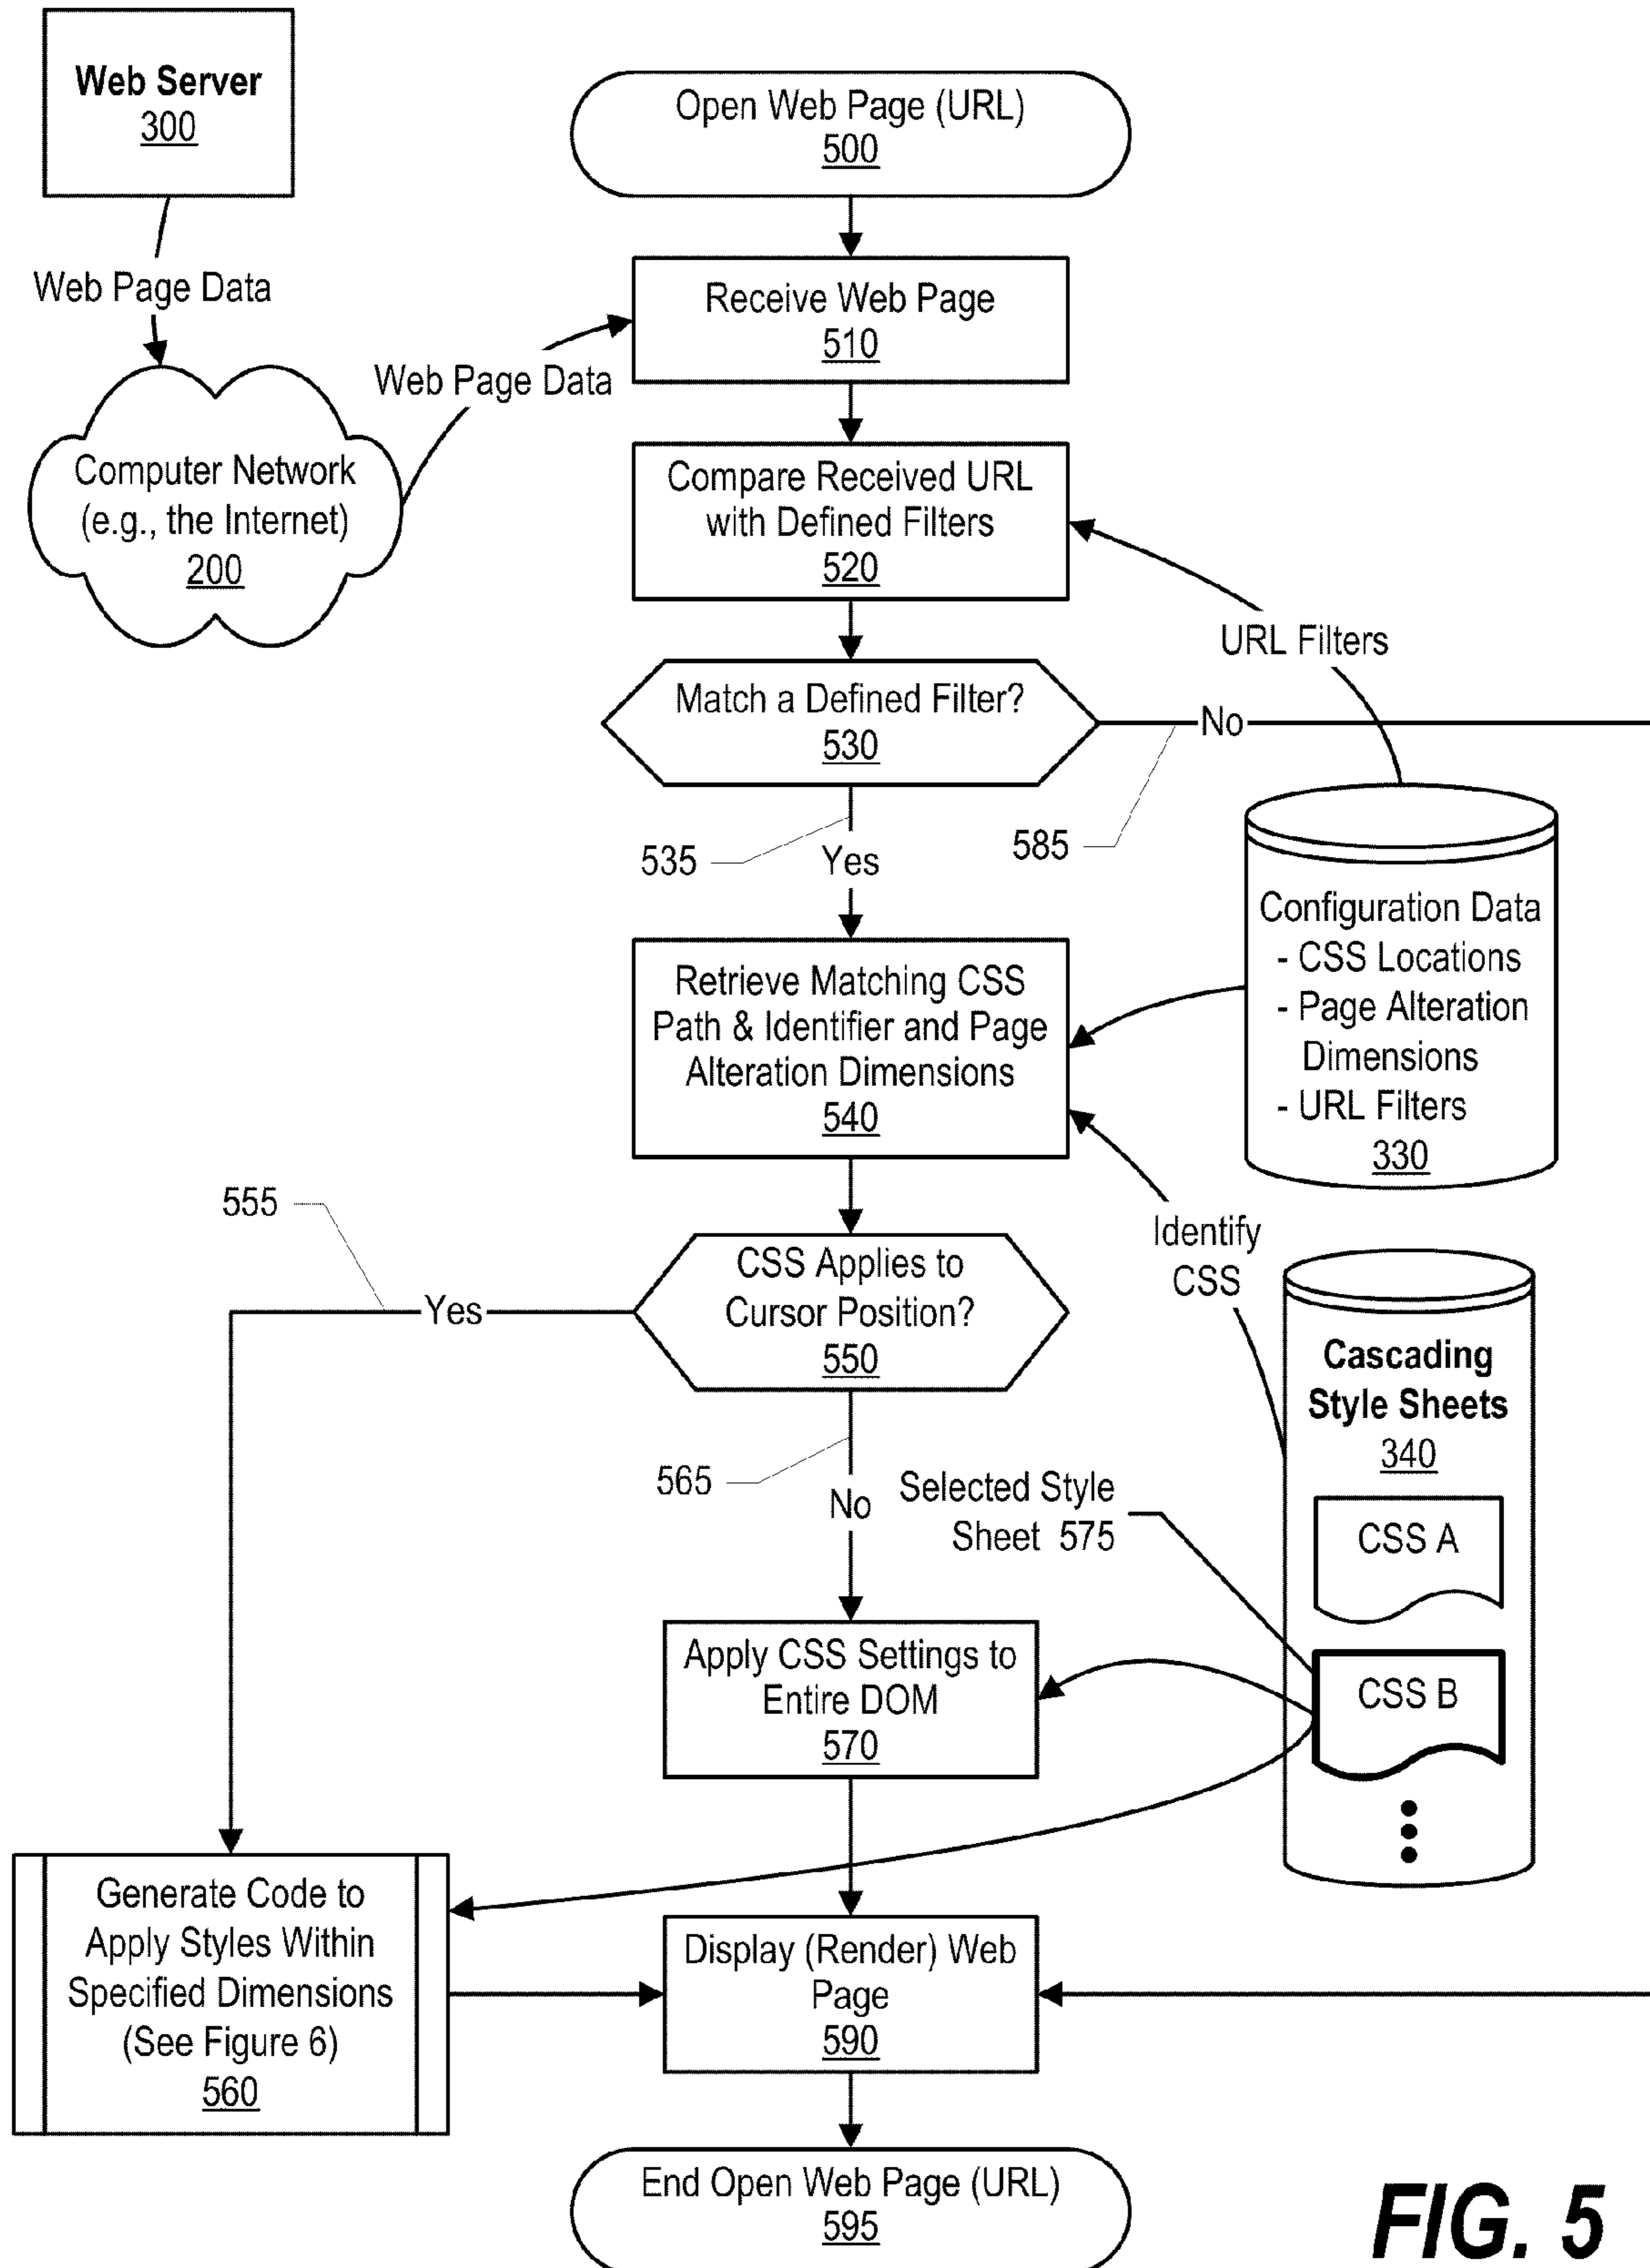 Web Server
300
Open Web Page (URL)
500
Web Page Data
Receive Web Page
510
Web Page Data
Computer Network
(e.g., the Internet)
200
Compare Received URL
with Defined Filters
520
URL Filters
Match a Defined Filter?
530
No
585
535
Yes
Configuration Data
- CSS Locations
- Page Alteration
Dimensions
- URL Filters
330
Retrieve Matching CSS
Path & Identifier and Page
Alteration Dimensions
540
555
Identify
CSS
CSS Applies to
Cursor Position?
550
Yes
Cascading
Style Sheets
340
565
No
Selected Style
Sheet 575
CSS A
Apply CSS Settings to
Entire DOM
570
CSS B
Generate Code to
Apply Styles Within
Specified Dimensions
(See Figure 6)
560
Display (Render) Web
Page
590
End Open Web Page (URL)
595
FIG. 5